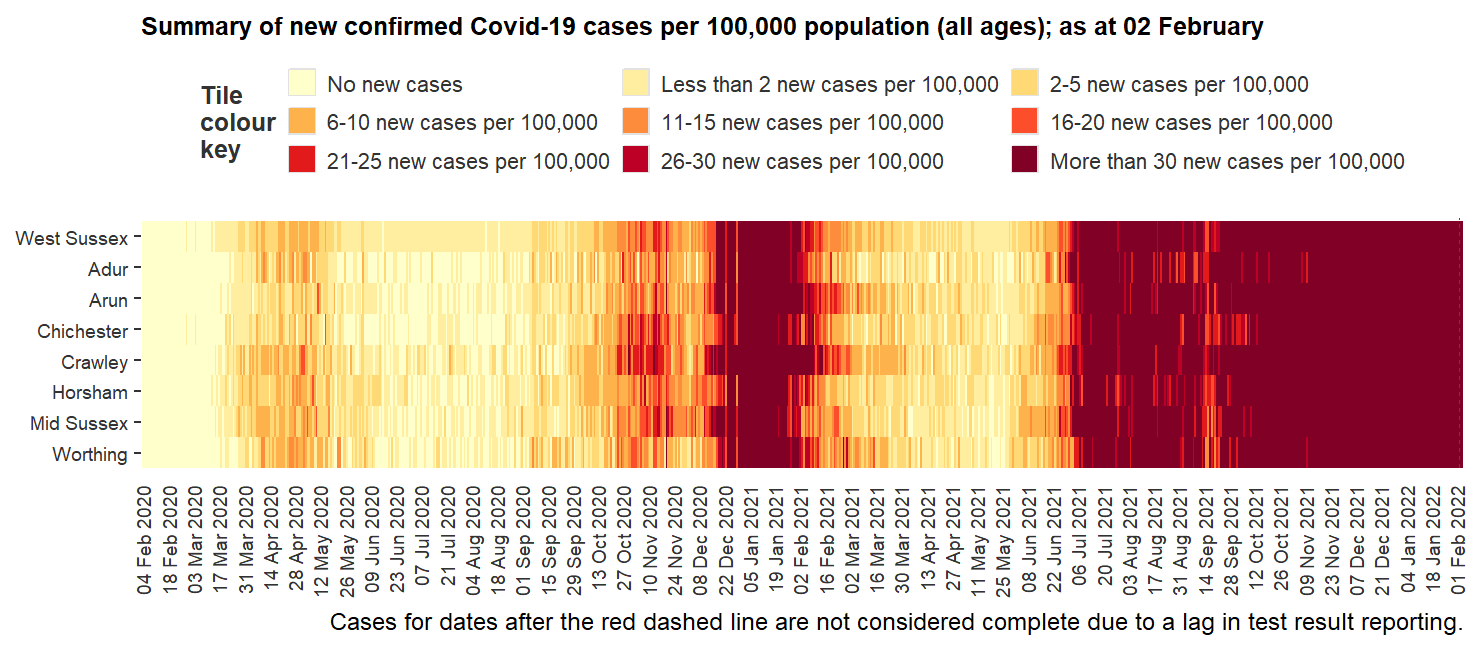 Summary of new confirmed Covid-19 cases per 100,000 population (all ages); as at 02 February
Tile
colour
key
No new cases
Less than 2 new cases per 100,000
2-5 new cases per 100,000
6-10 new cases per 100,000
11-15 new cases per 100,000
16-20 new cases per 100,000
21-25 new cases per 100,000
26-30 new cases per 100,000
More than 30 new cases per 100,000
West Sussex
Adur
Arun
Chichester
Crawley
Horsham
Mid Sussex
Worthing
04 Feb 2020
18 Feb 2020
03 Mar 2020
17 Mar 2020
31 Mar 2020
14 Apr 2020
28 Apr 2020
12 May 2020
26 May 2020
09 Jun 2020
23 Jun 2020
07 Jul 2020
21 Jul 2020
04 Aug 2020
18 Aug 2020
01 Sep 2020
15 Sep 2020
29 Sep 2020
13 Oct 2020
27 Oct 2020
10 Nov 2020
24 Nov 2020
08 Dec 2020
22 Dec 2020
05 Jan 2021
19 Jan 2021
02 Feb 2021
16 Feb 2021
02 Mar 2021
16 Mar 2021
30 Mar 2021
13 Apr 2021
27 Apr 2021
11 May 2021
25 May 2021
08 Jun 2021
22 Jun 2021
06 Jul 2021
20 Jul 2021
03 Aug 2021
17 Aug 2021
31 Aug 2021
14 Sep 2021
28 Sep 2021
12 Oct 2021
26 Oct 2021
09 Nov 2021
23 Nov 2021
07 Dec 2021
21 Dec 2021
04 Jan 2022
18 Jan 2022
01 Feb 2022
Cases for dates after the red dashed line are not considered complete due to a lag in test result reporting.